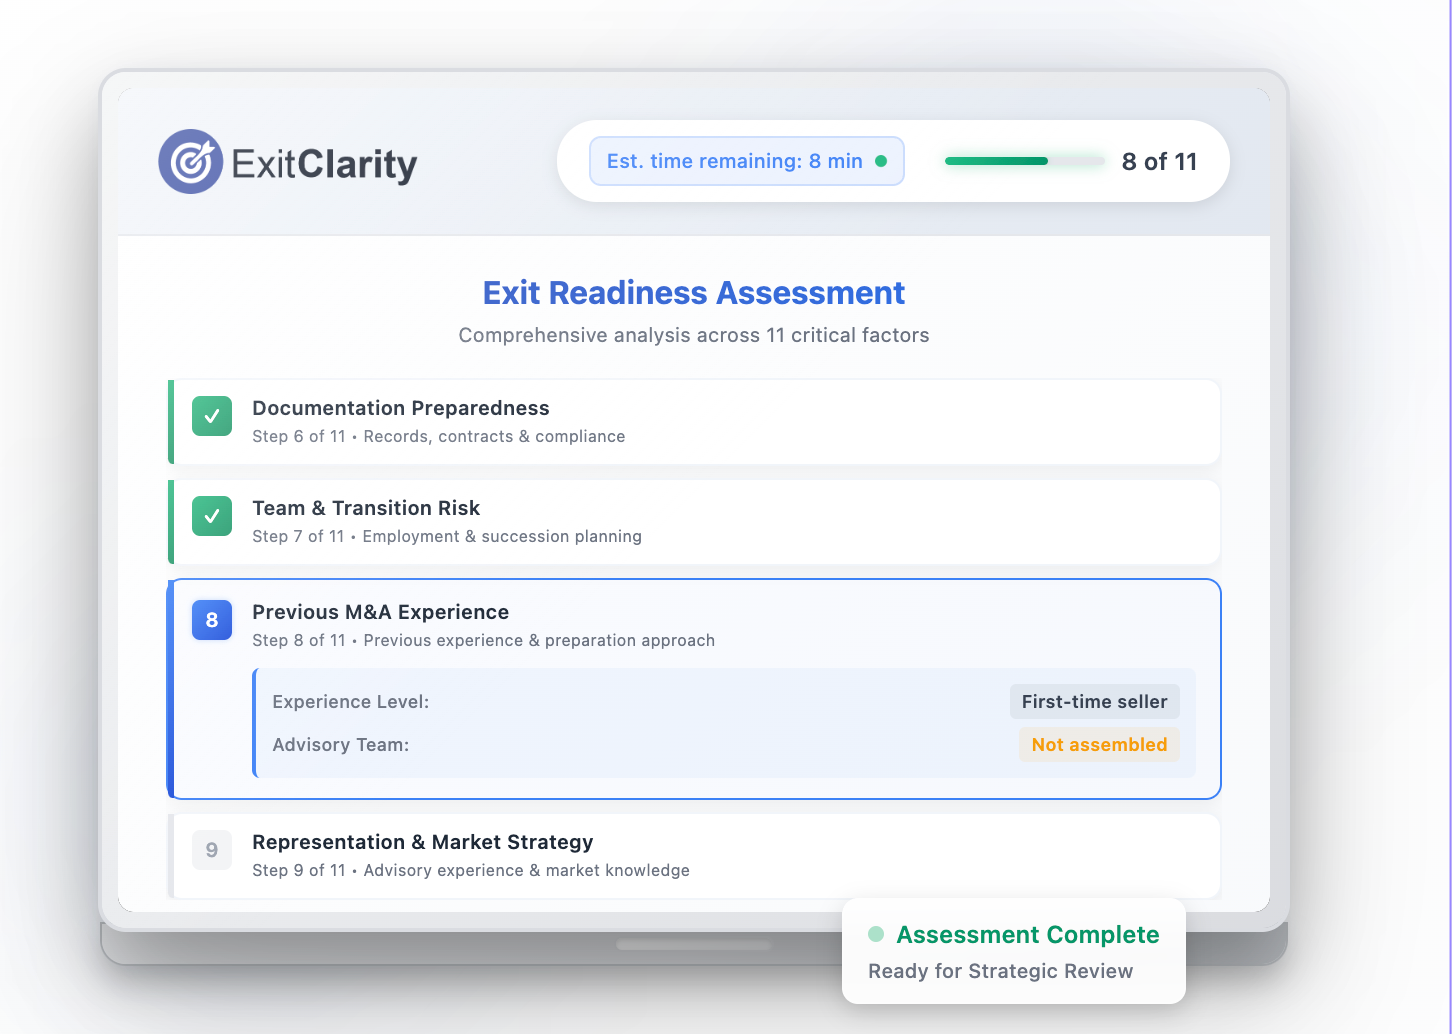 ExitClarity
Est. time remaining: 8 min
8 of 11
Exit Readiness Assessment
Comprehensive analysis across 11 critical factors
Documentation Preparedness
Step 6 of 11 • Records, contracts & compliance
Team & Transition Risk
Step 7 of 11 • Employment & succession planning
8
Previous M&A Experience
Step 8 of 11 • Previous experience & preparation approach
Experience Level:
First-time seller
Advisory Team:
Not assembled
9
Representation & Market Strategy
Step 9 of 11 • Advisory experience & market knowledge
Assessment Complete
Ready for Strategic Review